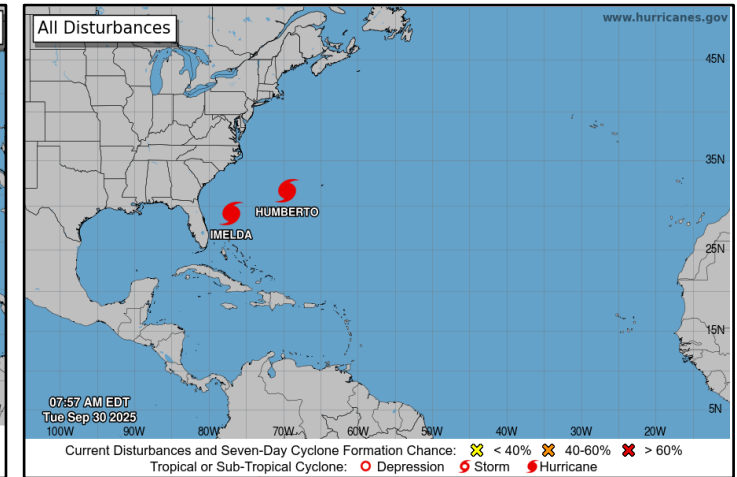 All Disturbances
www.hurricanes.gov
45N
35N
HUMBERTO
IMELDA
25N
15N
07:57 AM EDT
Tue Sep 30 2025
5N
100W 90W 80W 70W 60W 50W 40W 30W 20W
Current Disturbances and Seven-Day Cyclone Formation Chance: < 40% 40-60% > 60%
Tropical or Sub-Tropical Cyclone: Depression Storm Hurricane